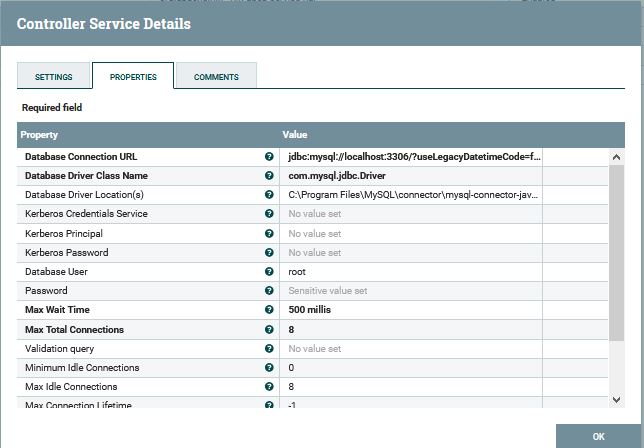 Controller Service Details
SETTINGS PROPERTIES COMMENTS
Required field
Property Value
Database Connection URL jdbc:mysql://localhost:3306/?useLegacyDatetimeCode=f...
Database Driver Class Name com.mysql.jdbc.Driver
Database Driver Location(s) C:\Program Files\MySQL\connector\mysql-connector-jav...
Kerberos Credentials Service No value set
Kerberos Principal No value set
Kerberos Password No value set
Database User root
Password Sensitive value set
Max Wait Time 500 millis
Max Total Connections 8
Validation query No value set
Minimum Idle Connections 0
Max Idle Connections 8
Max Connection Lifetime -1
OK